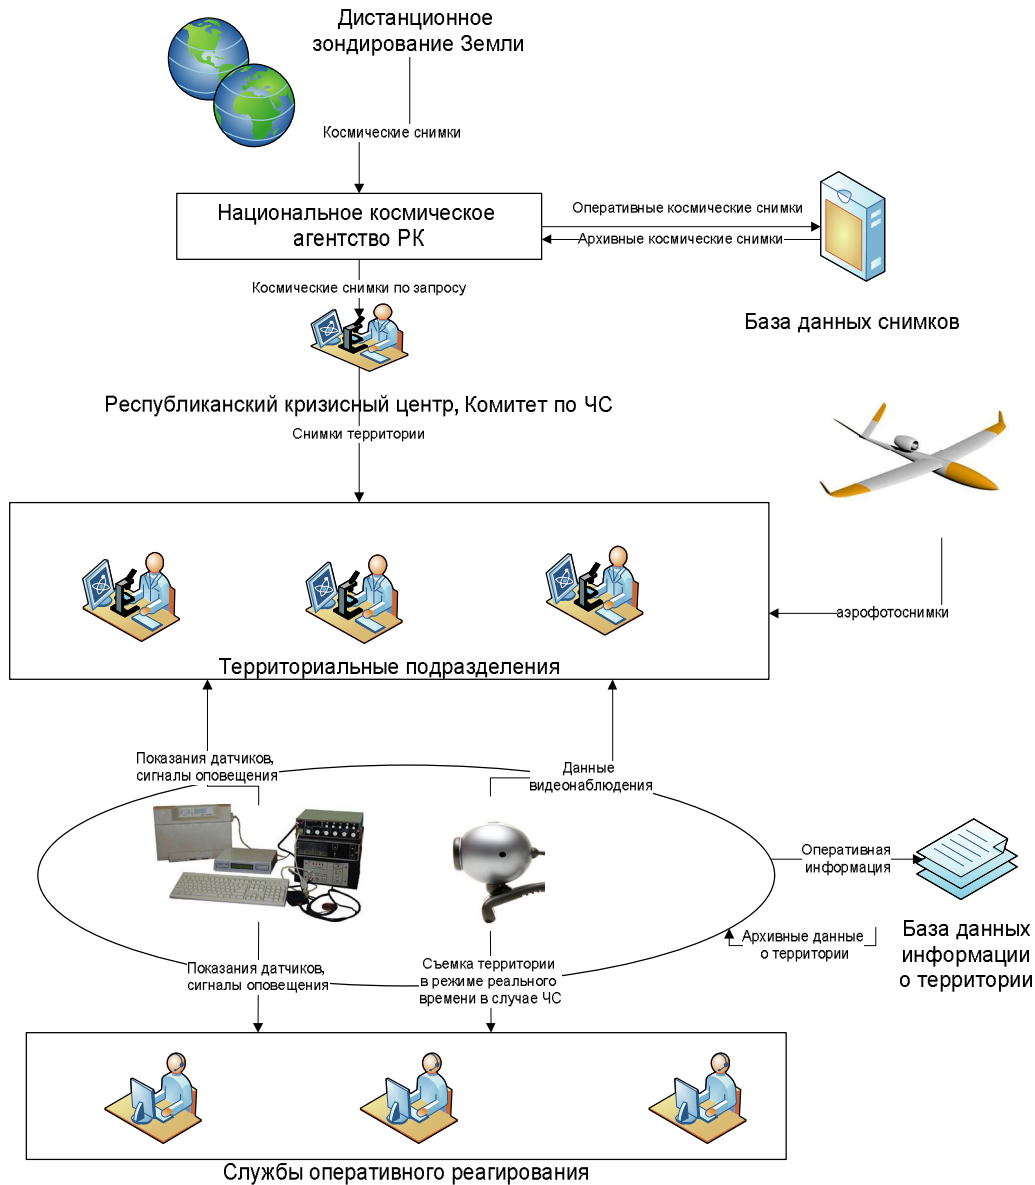 Дистанционное
зондирование Земли
Космические снимки
Национальное космическое
агентство РК
Оперативные космические снимки
Архивные космические снимки
Космические снимки по запросу
База данных снимков
Республиканский кризисный центр, Комитет по ЧС
Снимки территории
аэрофотоснимки
Территориальные подразделения
Показания датчиков,
сигналы оповещения
Данные
видеонаблюдения
Оперативная
информация
База данных
информации
о территории
Архивные данные
о территории
Показания датчиков,
сигналы оповещения
Съемка территории
в режиме реального
времени в случае ЧС
Службы оперативного реагирования